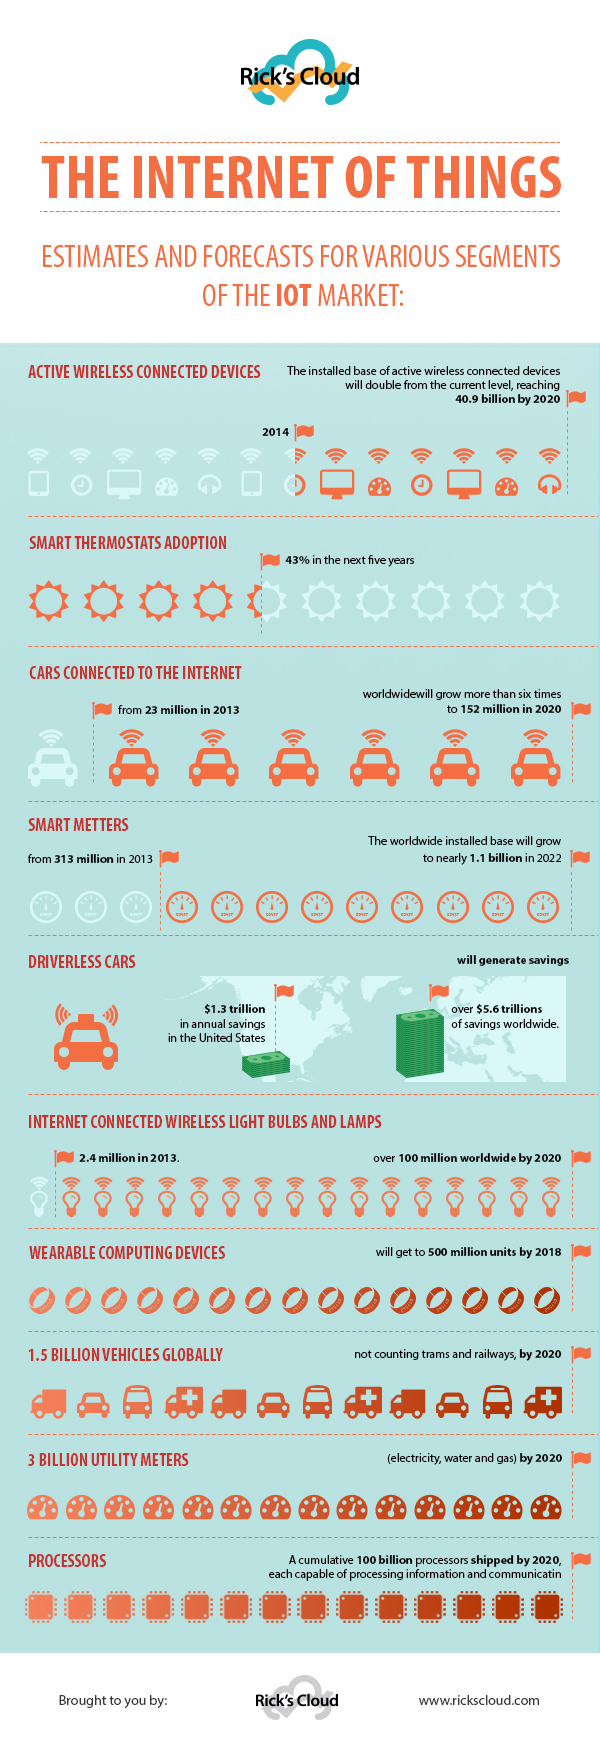 Rick's Cloud
THE INTERNET OF THINGS
ESTIMATES AND FORECASTS FOR VARIOUS SEGMENTS
OF THE IOT MARKET:
ACTIVE WIRELESS CONNECTED DEVICES
The installed base of active wireless connected devices
will double from the current level, reaching
40.9 billion by 2020
2014
SMART THERMOSTATS ADOPTION
43% in the next five years
CARS CONNECTED TO THE INTERNET
from 23 million in 2013
worldwidewill grow more than six times
to 152 million in 2020
SMART METTERS
from 313 million in 2013
The worldwide installed base will grow
to nearly 1.1 billion in 2022
DRIVERLESS CARS
will generate savings
$1.3 trillion
in annual savings
in the United States
over $5.6 trillions
of savings worldwide.
INTERNET CONNECTED WIRELESS LIGHT BULBS AND LAMPS
2.4 million in 2013.
over 100 million worldwide by 2020
WEARABLE COMPUTING DEVICES
will get to 500 million units by 2018
1.5 BILLION VEHICLES GLOBALLY
not counting trams and railways, by 2020
3 BILLION UTILITY METERS
(electricity, water and gas) by 2020
PROCESSORS
A cumulative 100 billion processors shipped by 2020,
each capable of processing information and communicatin
Brought to you by:
Rick's Cloud
www.rickscloud.com